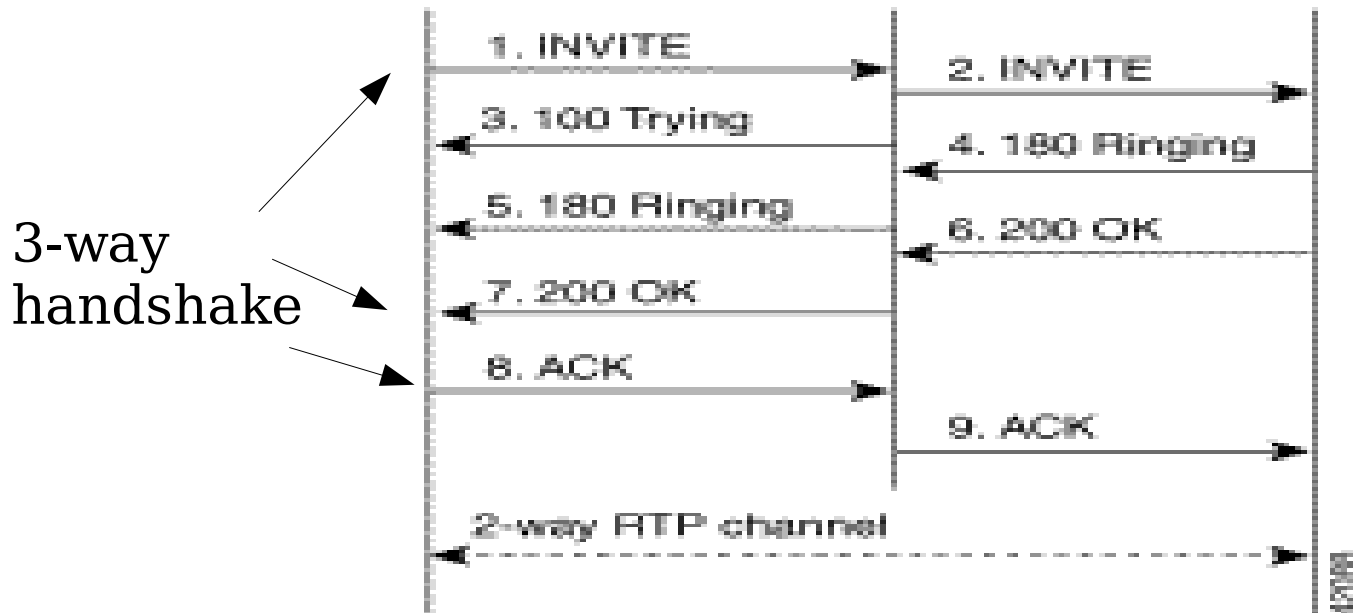 1. INVITE
2. INVITE
3. 100 Trying
4. 180 Ringing
5. 180 Ringing
6. 200 OK
3-way
handshake
7. 200 OK
8. ACK
9. ACK
2-way RTP channel